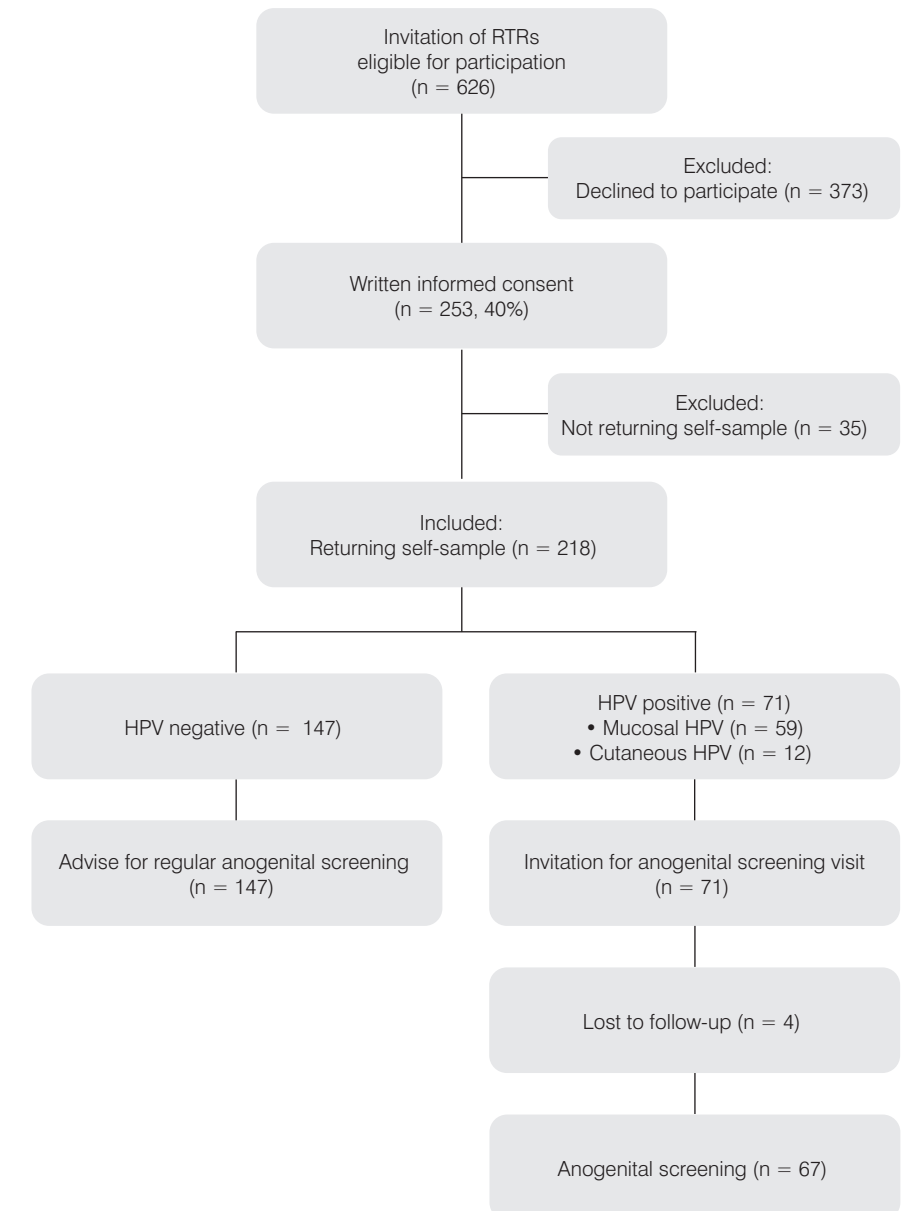 Invitation of RTRs
eligible for participation
(n = 626)
Excluded:
Declined to participate (n = 373)
Written informed consent
(n = 253, 40%)
Excluded:
Not returning self-sample (n = 35)
Included:
Returning self-sample (n = 218)
HPV negative (n = 147)
HPV positive (n = 71)
• Mucosal HPV (n = 59)
• Cutaneous HPV (n = 12)
Advise for regular anogenital screening
(n = 147)
Invitation for anogenital screening visit
(n = 71)
Lost to follow-up (n = 4)
Anogenital screening (n = 67)